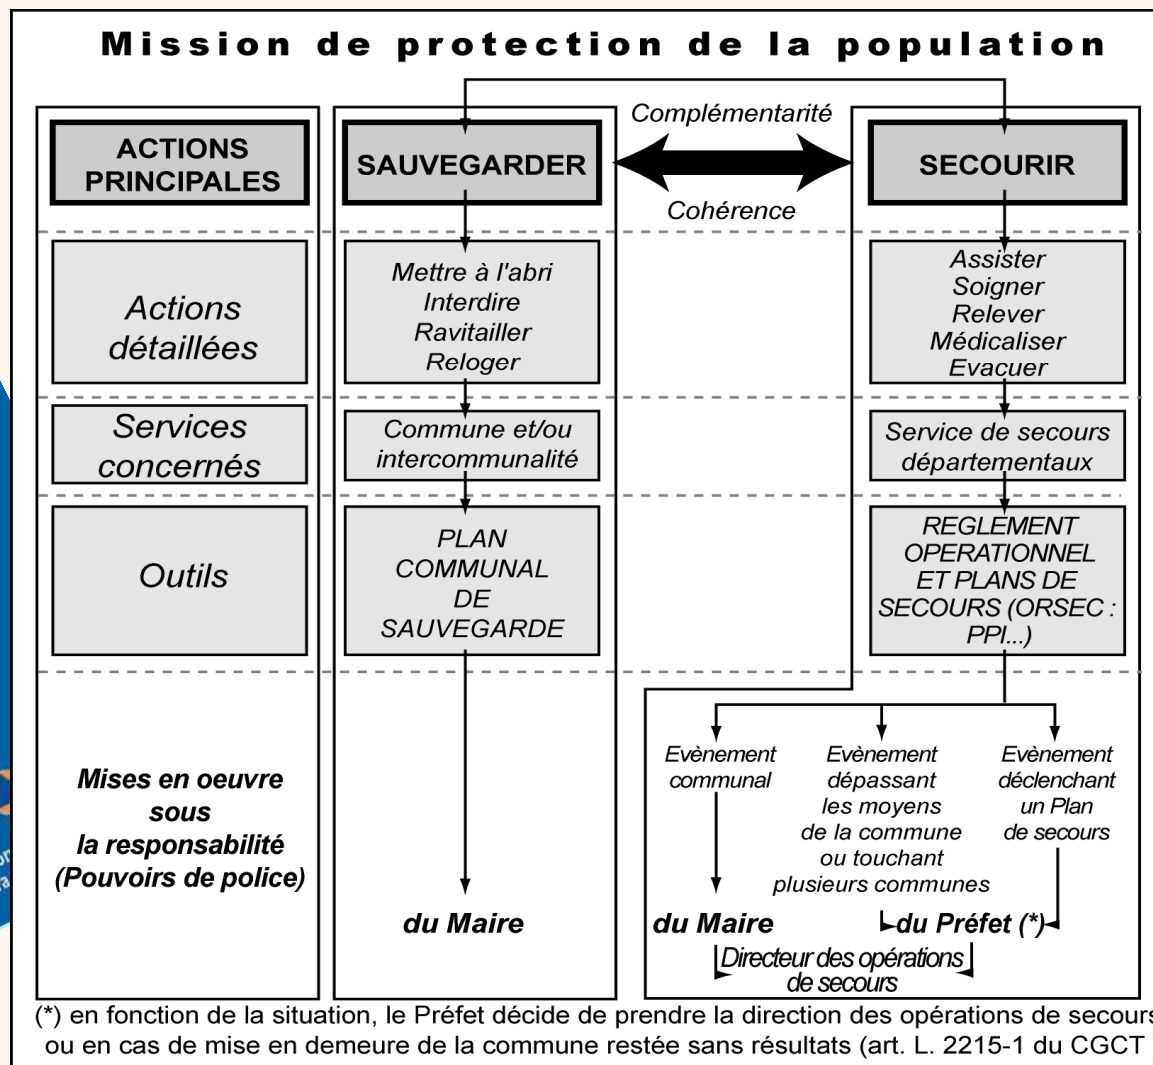 Mission de protection de la population
ACTIONS
PRINCIPALES
SAUVEGARDER
Complémentarité
Cohérence
SECOURIR
Actions
détaillées
Mettre à l'abri
Interdire
Ravitailler
Reloger
Assister
Soigner
Relever
Médicaliser
Evacuer
Services
concernés
Commune et/ou
intercommunalité
Service de secours
départementaux
Outils
PLAN
COMMUNAL
DE
SAUVEGARDE
REGLEMENT
OPERATIONNEL
ET PLANS DE
SECOURS (ORSEC :
PPI...)
Mises en oeuvre
sous
la responsabilité
(Pouvoirs de police)
du Maire
Evènement
communal
du Maire
Evènement
dépassant
les moyens
de la commune
ou touchant
plusieurs communes
Evènement
déclenchant
un Plan
de secours
du Préfet (*)
Directeur des opérations
de secours
(*) en fonction de la situation, le Préfet décide de prendre la direction des opérations de secours
ou en cas de mise en demeure de la commune restée sans résultats (art. L. 2215-1 du CGCT )